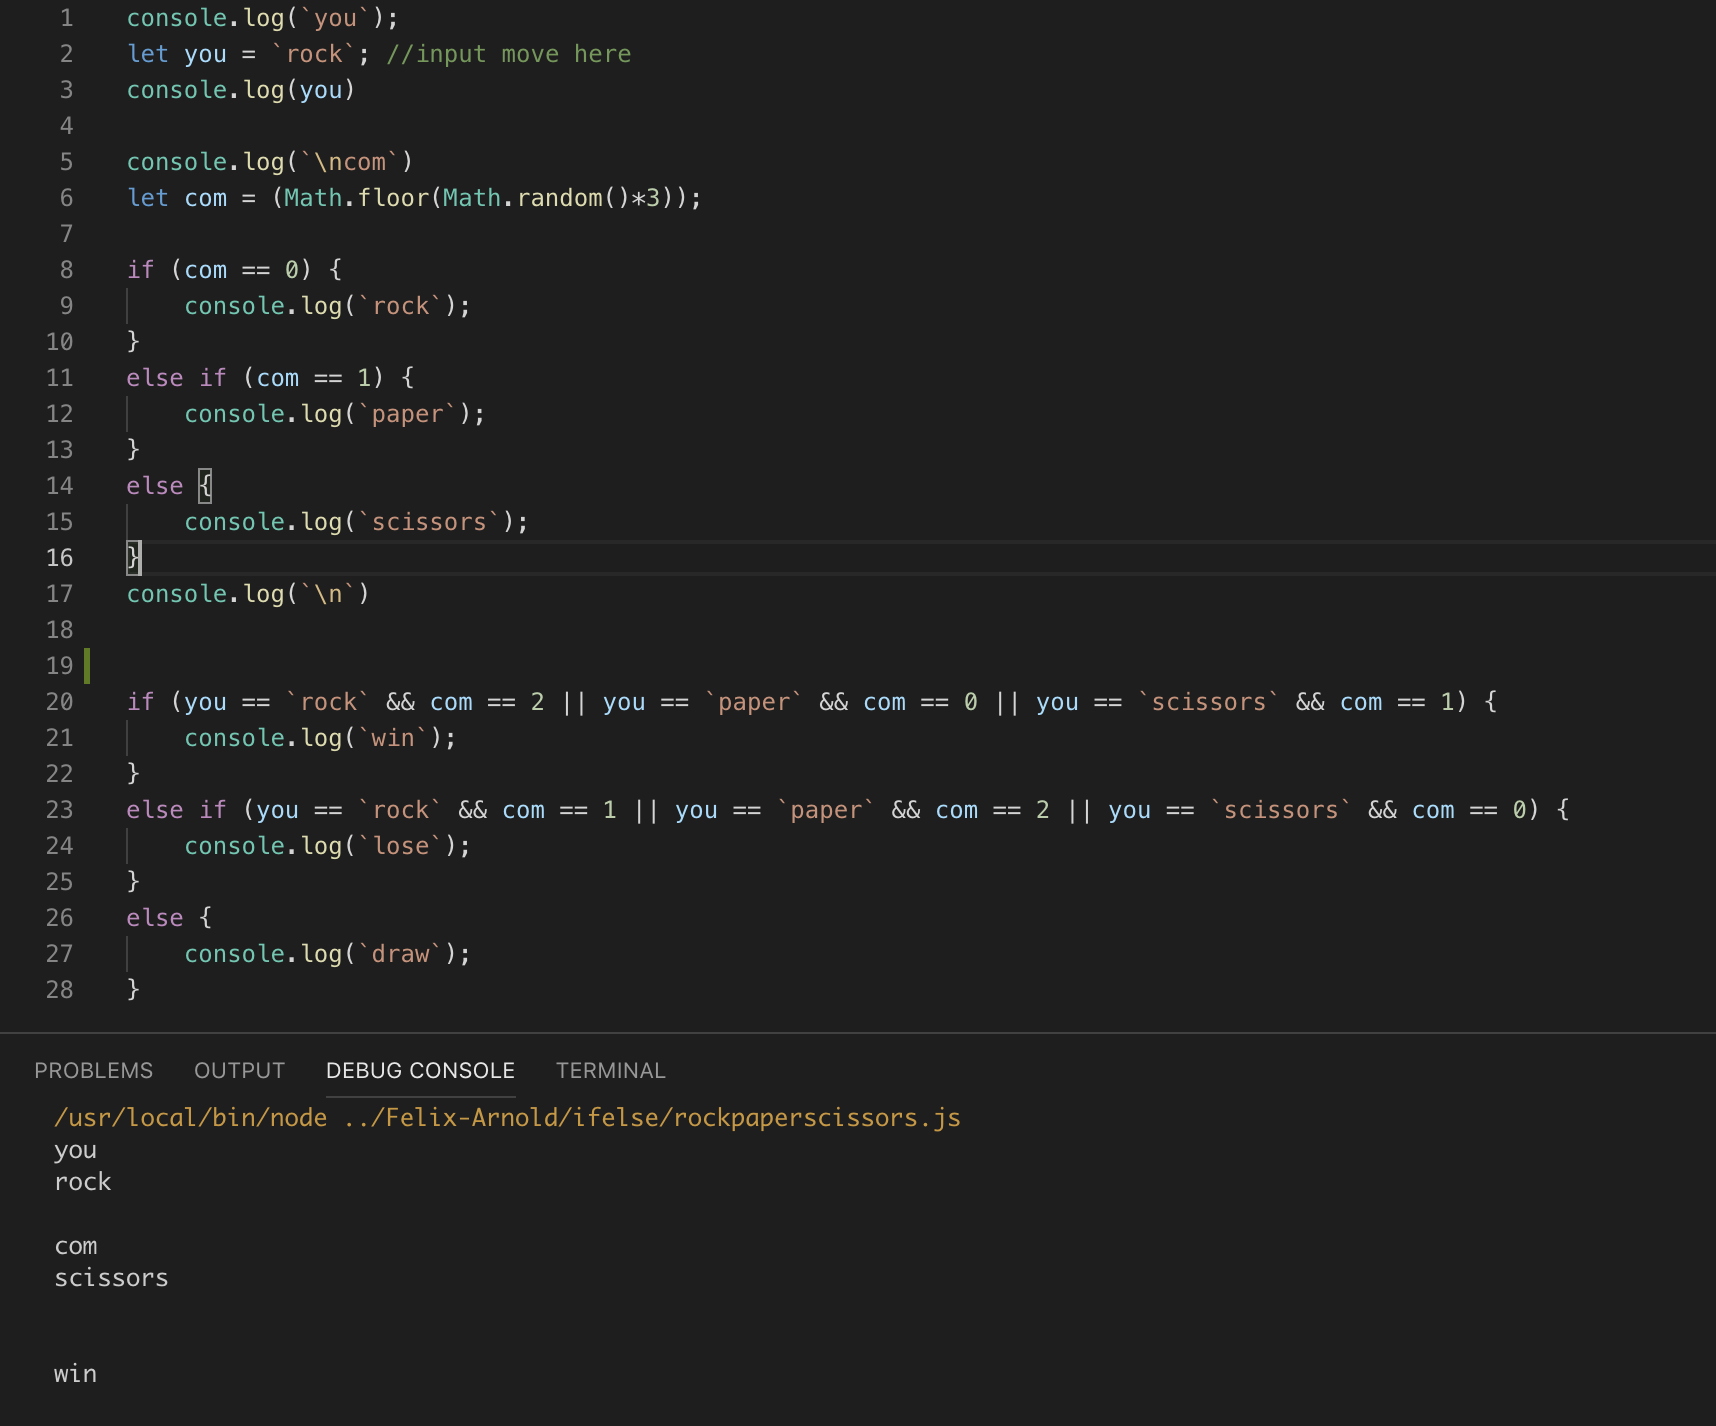 1 console.log(`you`);
2 let you = `rock`; //input move here
3 console.log(you)
4
5 console.log(`\ncom`)
6 let com = (Math.floor(Math.random()*3));
7
8 if (com == 0) {
9     console.log(`rock`);
10 }
11 else if (com == 1) {
12     console.log(`paper`);
13 }
14 else {
15     console.log(`scissors`);
16 }
17 console.log(`\n`)
18
19
20 if (you == `rock` && com == 2 || you == `paper` && com == 0 || you == `scissors` && com == 1) {
21     console.log(`win`);
22 }
23 else if (you == `rock` && com == 1 || you == `paper` && com == 2 || you == `scissors` && com == 0) {
24     console.log(`lose`);
25 }
26 else {
27     console.log(`draw`);
28 }
PROBLEMS OUTPUT DEBUG CONSOLE TERMINAL
/usr/local/bin/node ../Felix-Arnold/ifelse/rockpaperscissors.js
you
rock
com
scissors
win